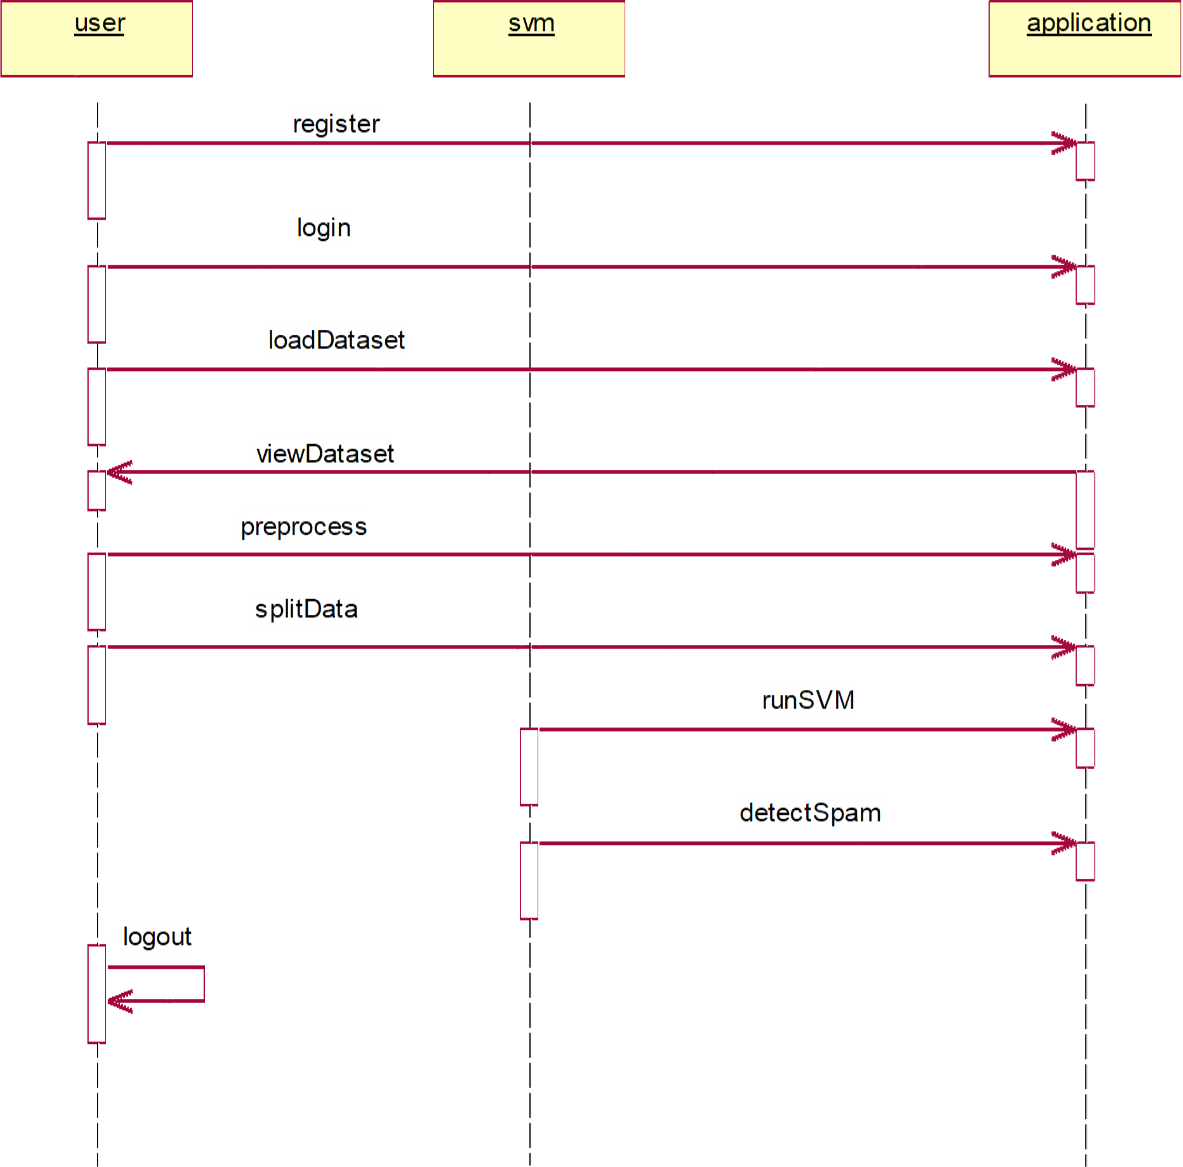 user
svm
application
register
login
loadDataset
viewDataset
preprocess
splitData
runSVM
detectSpam
logout